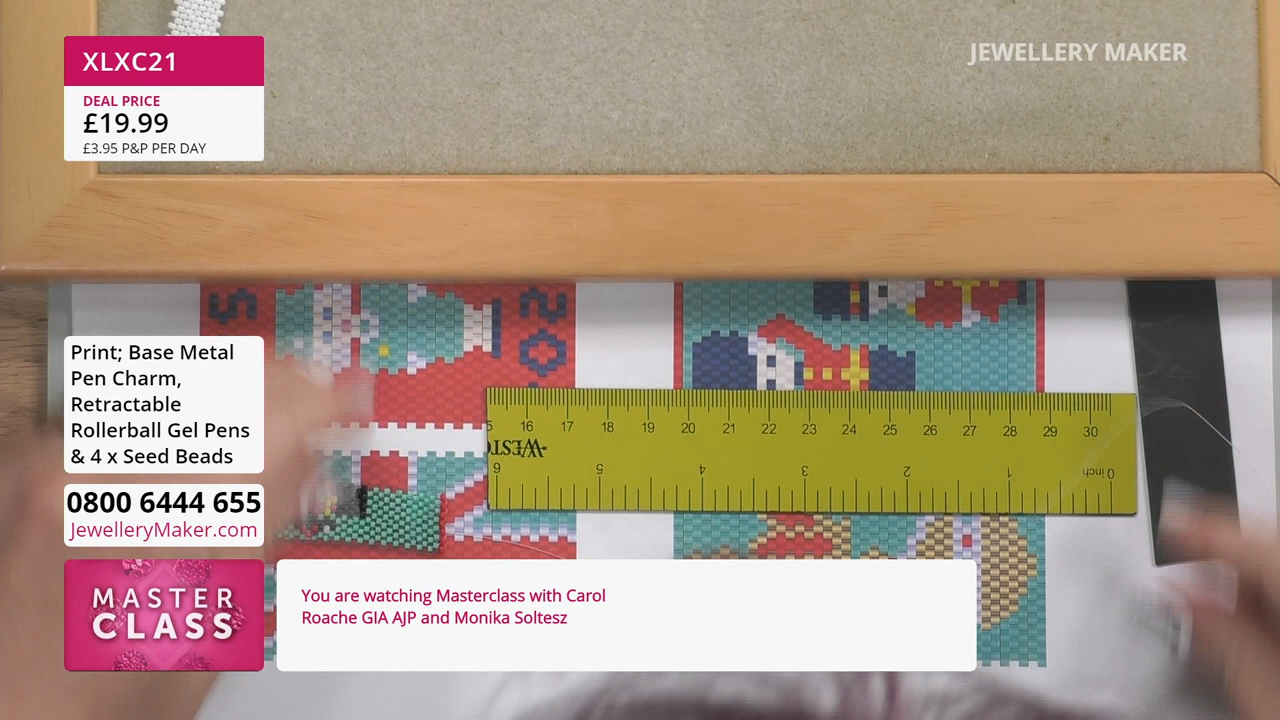 XLXC21
JEWELLERY MAKER
DEAL PRICE
£19.99
£3.95 P&P PER DAY
Print; Base Metal
Pen Charm,
Retractable
Rollerball Gel Pens
& 4 x Seed Beads
16 17 18 19 20 21 22 23 24 25 26 27 28 29 30
6 5 4 3 2 1 0 inch
0800 6444 655
JewelleryMaker.com
MASTER
CLASS
You are watching Masterclass with Carol
Roache GIA AJP and Monika Soltesz